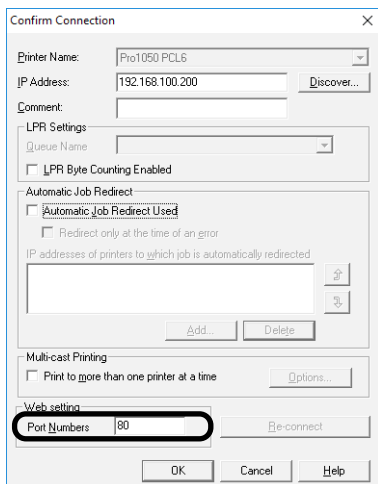 Confirm Connection
Printer Name: Pro1050 PCL6
IP Address: 192.168.100.200 Discover...
Comment:
LPR Settings
Queue Name
LPR Byte Counting Enabled
Automatic Job Redirect
Automatic Job Redirect Used
Redirect only at the time of an error
IP addresses of printers to which job is automatically redirected
Add... Delete
Multi-cast Printing
Print to more than one printer at a time Options...
Web setting
Port Numbers 80 Re-connect
OK Cancel Help